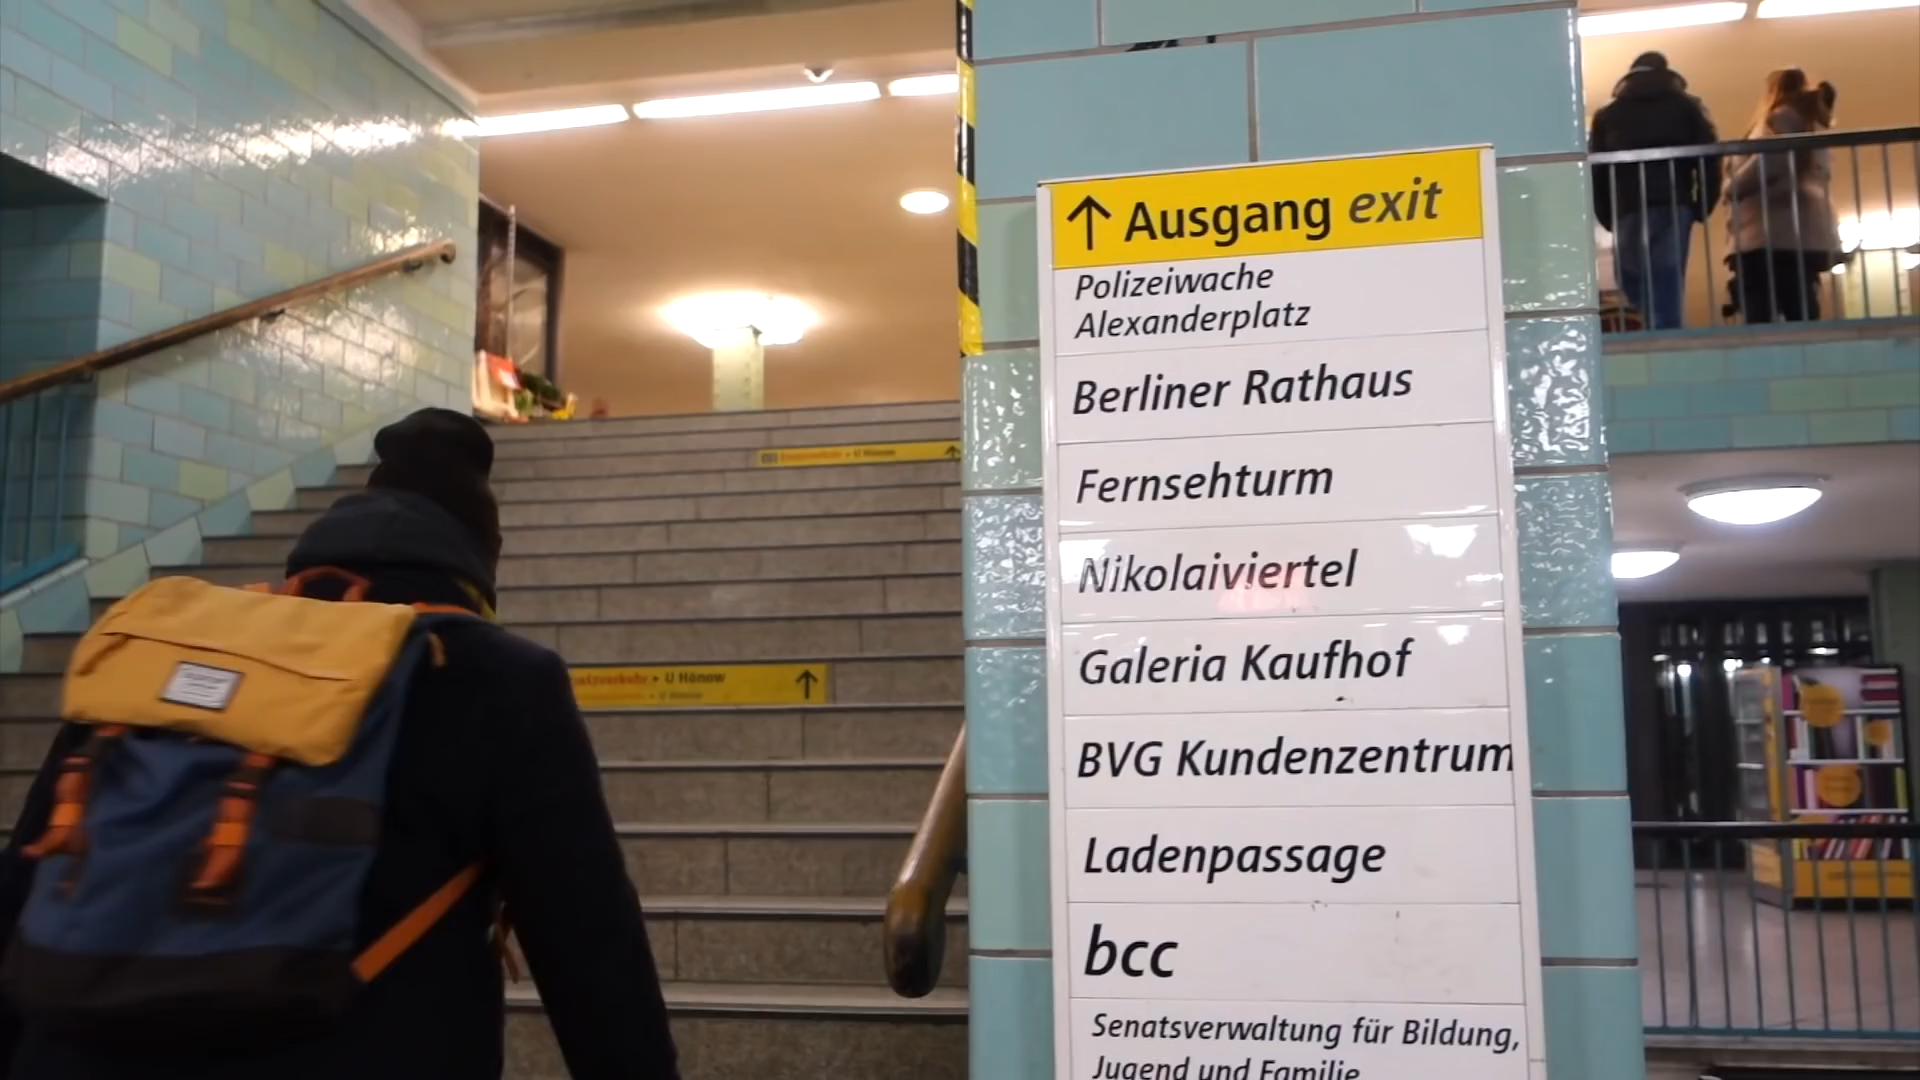 ↑ Ausgang exit
Polizeiwache
Alexanderplatz
Berliner Rathaus
Fernsehturm
Nikolaiviertel
Galeria Kaufhof
BVG Kundenzentrum
Ladenpassage
bcc
Senatsverwaltung für Bildung,
Jugend und Familie
U Hönow
U Hönow ↑